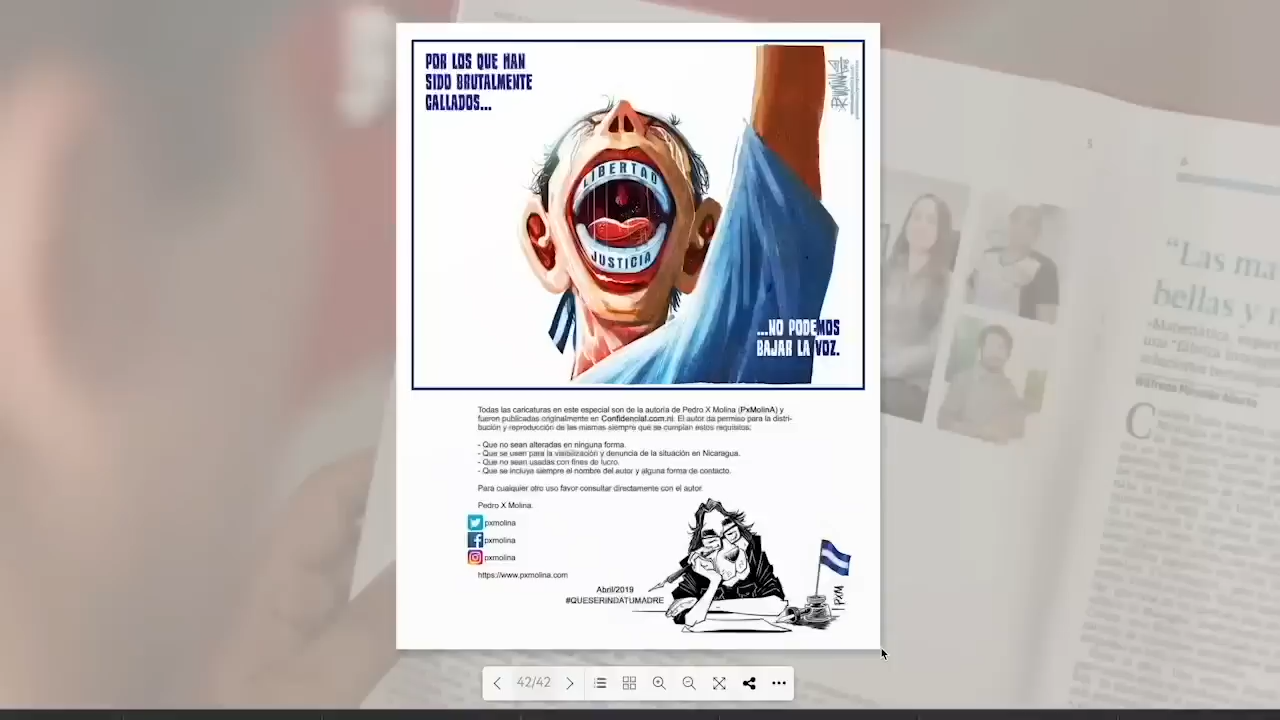 POR LOS QUE HAN
SIDO BRUTALMENTE
CALLADOS...
LIBERTAD
JUSTICIA
...NO PODEMOS
BAJAR LA VOZ.
Todas las caricaturas en este especial son de la autoría de Pedro X Molina (PxMolinA) y
fueron publicadas originalmente en Confidencial.com.ni. El autor da permiso para la distri-
bución y reproducción de las mismas siempre que se cumplan estos requisitos:
- Que no sean alteradas en ninguna forma.
- Que se usen para la visibilización y denuncia de la situación en Nicaragua.
- Que no sean usadas con fines de lucro.
- Que se incluya siempre el nombre del autor y alguna forma de contacto.
Para cualquier otro uso favor consultar directamente con el autor.
Pedro X Molina.
pxmolina
pxmolina
pxmolina
https://www.pxmolina.com
Abril/2019
#QUESERINDATUMADRE
PXM
42/42
5
4
“Las ma
bellas y